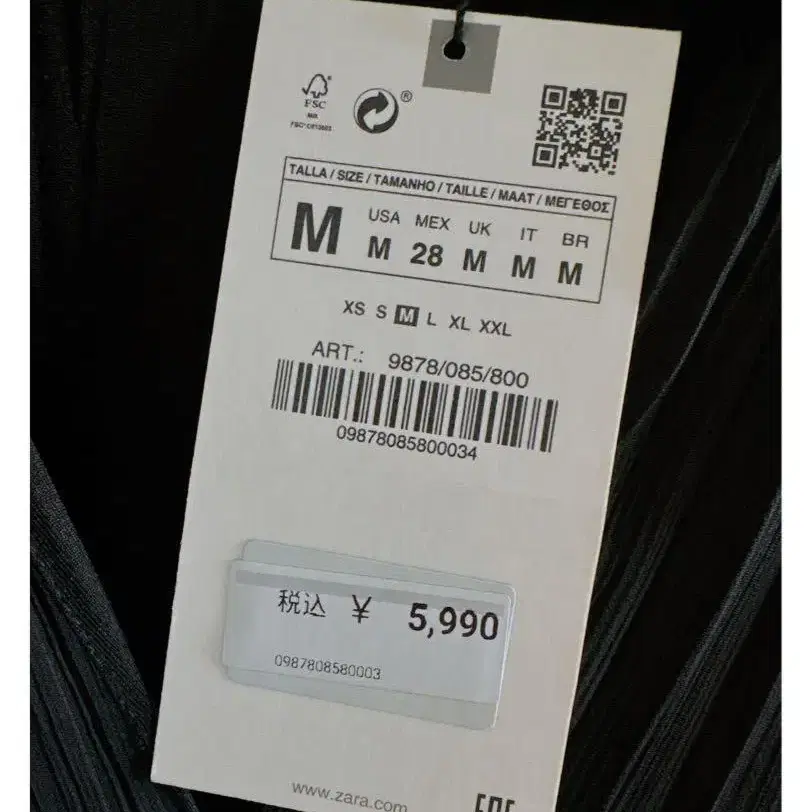 FSC
MIX
®
TALLA / SIZE / TAMANHO / TAILLE / MAAT / ΜΕΓΕΘΟΣ
M
USA MEX UK IT BR
M 28 M M M
XS S M L XL XXL
ART.: 9878/085/800
09878085800034
税込 ¥ 5,990
0987808580003
www.zara.com